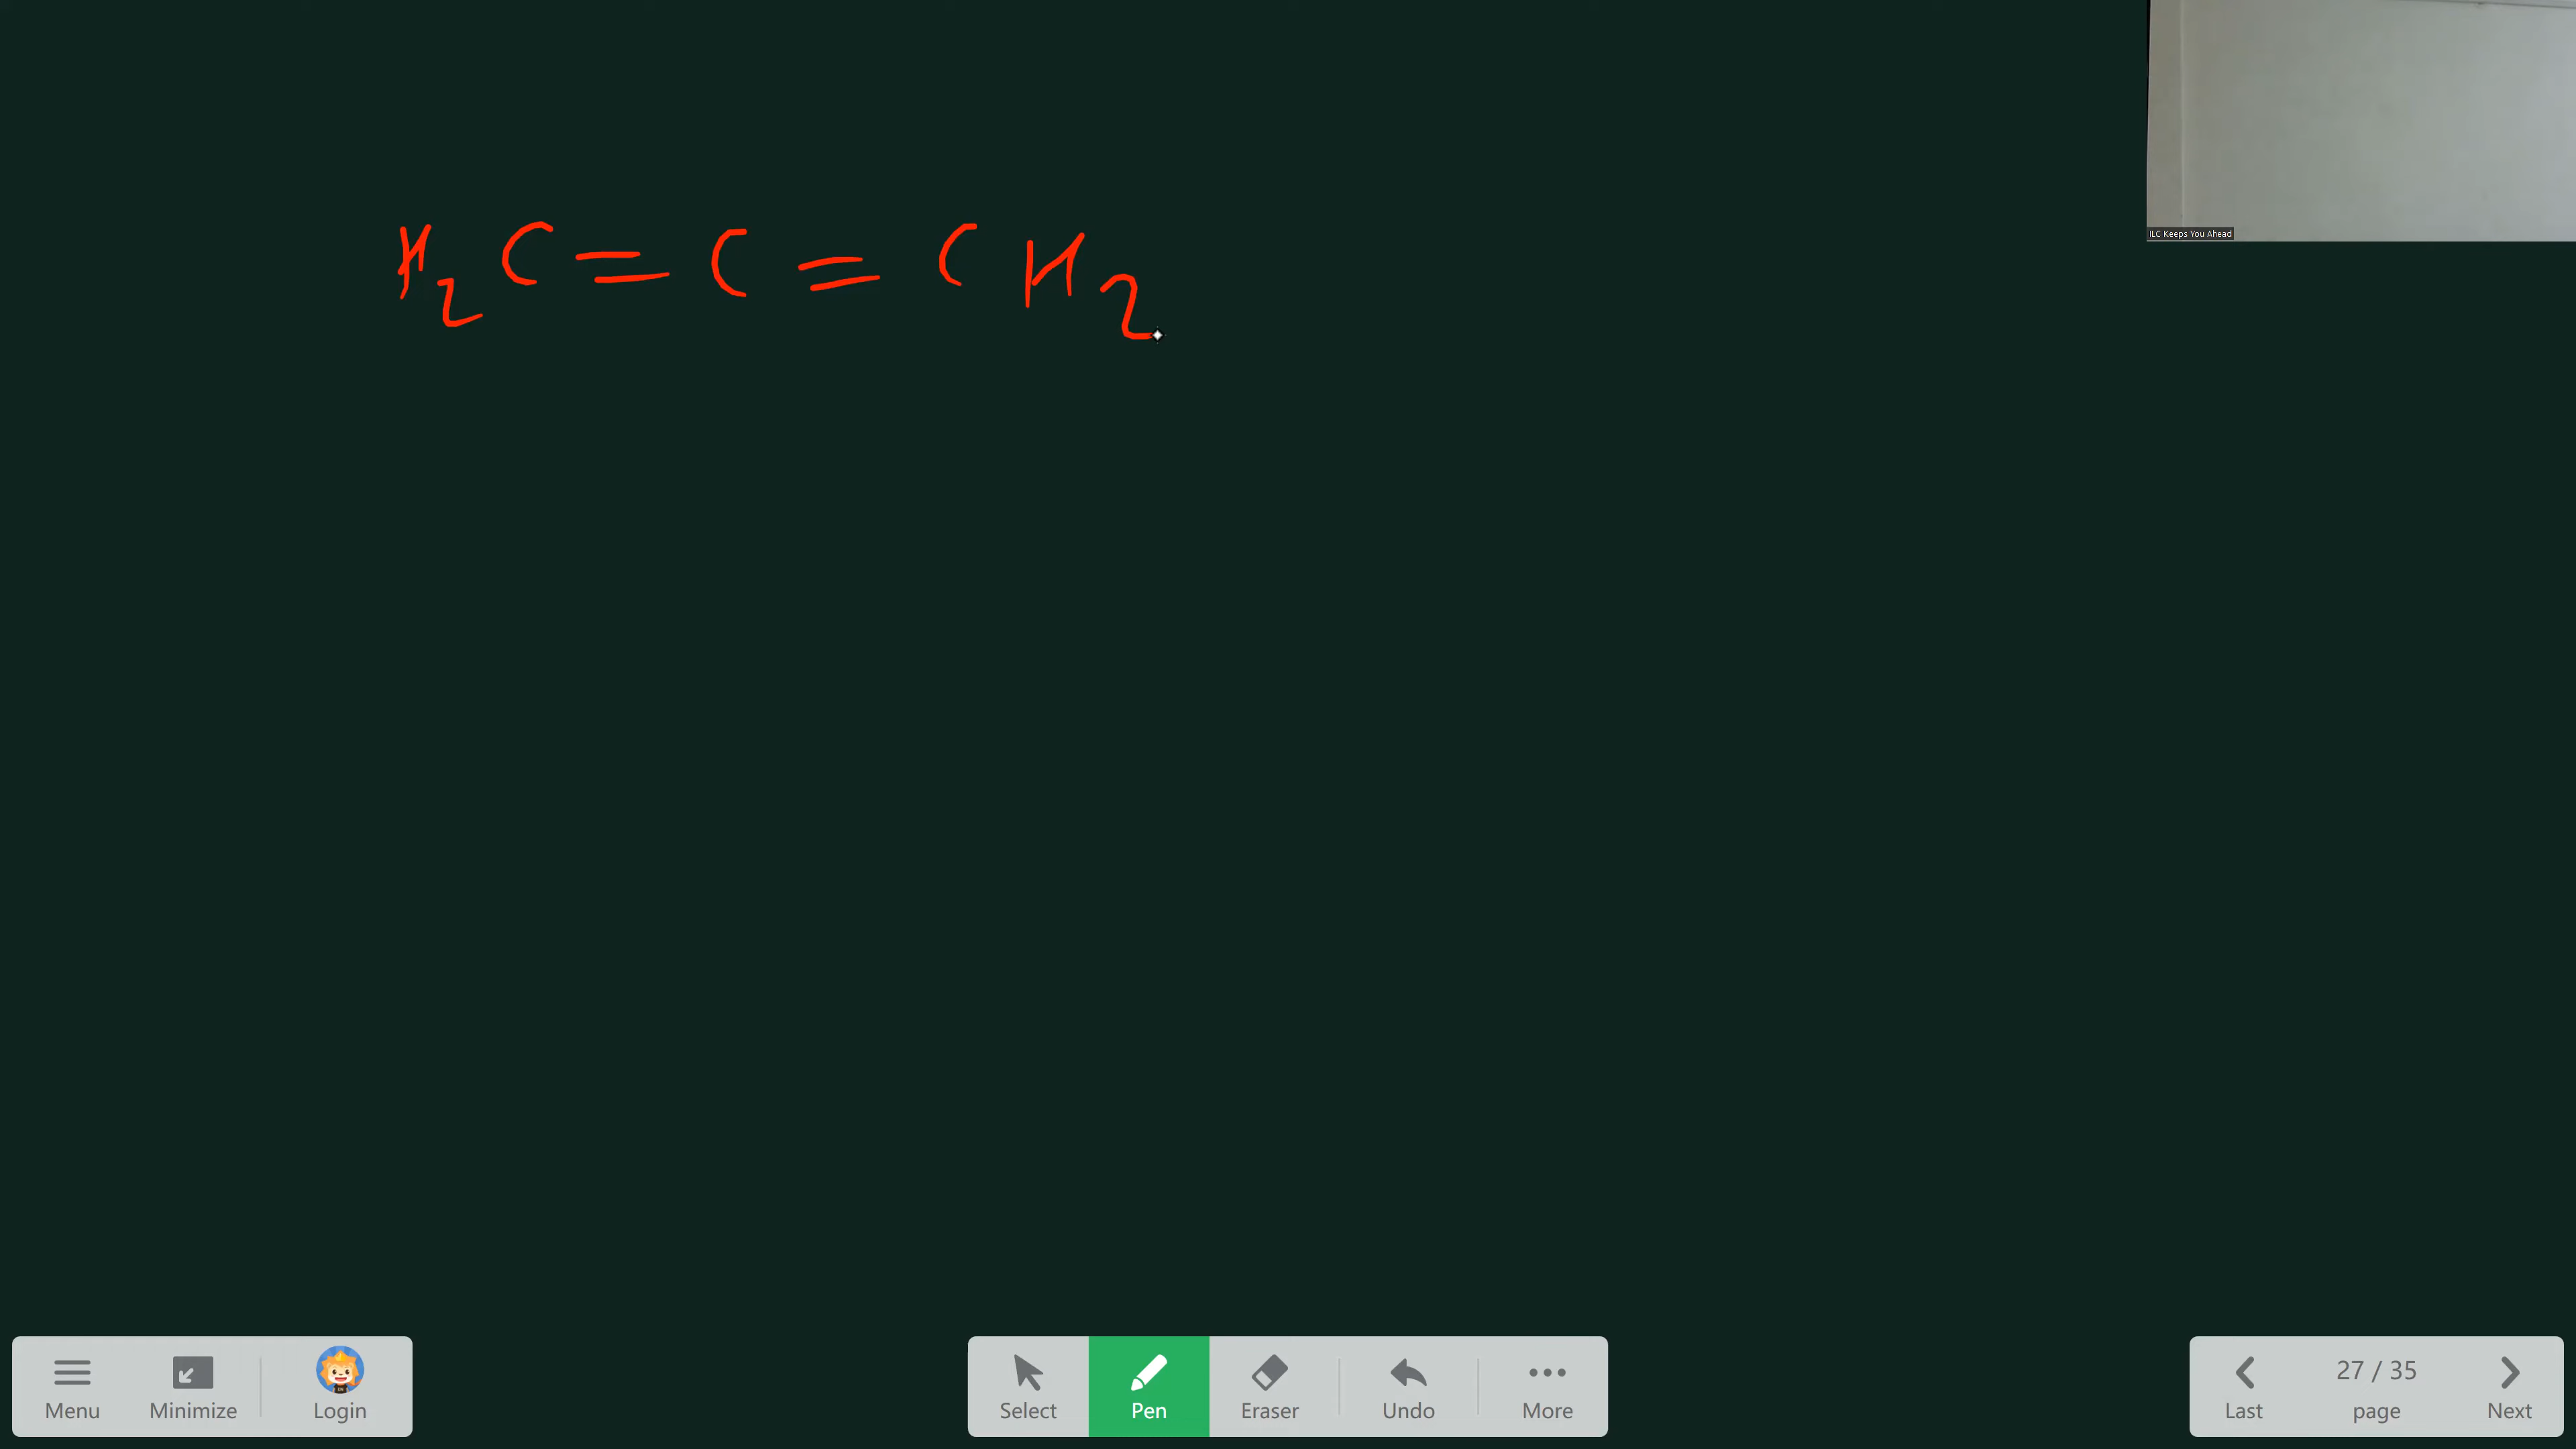 H2C = C = CH2
ILC Keeps You Ahead
Menu Minimize Login Select Pen Eraser Undo More Last 27 / 35 page Next